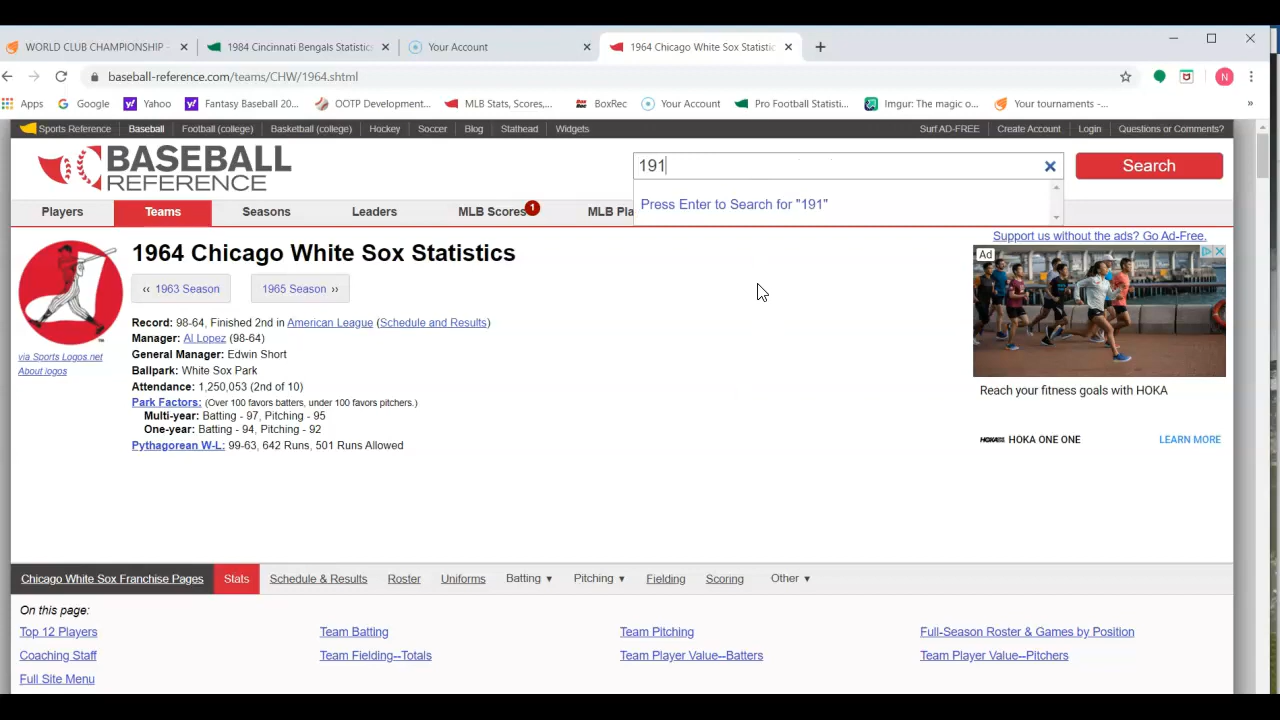 WORLD CLUB CHAMPIONSHIP
1984 Cincinnati Bengals Statistics
Your Account
1964 Chicago White Sox Statistic
baseball-reference.com/teams/CHW/1964.shtml
N
Apps
Google
Yahoo
Fantasy Baseball 20...
OOTP Development...
MLB Stats, Scores,...
BoxRec
Your Account
Pro Football Statisti...
Imgur: The magic o...
Your tournaments -...
»
Sports Reference
Baseball
Football (college)
Basketball (college)
Hockey
Soccer
Blog
Stathead
Widgets
Surf AD-FREE
Create Account
Login
Questions or Comments?
BASEBALL
REFERENCE
191
Search
Press Enter to Search for "191"
Players
Teams
Seasons
Leaders
MLB Scores
1
MLB Pla
Support us without the ads? Go Ad-Free.
1964 Chicago White Sox Statistics
‹‹ 1963 Season
1965 Season ››
Record: 98-64, Finished 2nd in American League (Schedule and Results)
Manager: Al Lopez (98-64)
General Manager: Edwin Short
Ballpark: White Sox Park
Attendance: 1,250,053 (2nd of 10)
Park Factors: (Over 100 favors batters, under 100 favors pitchers.)
Multi-year: Batting - 97, Pitching - 95
One-year: Batting - 94, Pitching - 92
Pythagorean W-L: 99-63, 642 Runs, 501 Runs Allowed
via Sports Logos.net
About logos
Ad
Reach your fitness goals with HOKA
HOKA HOKA ONE ONE
LEARN MORE
Chicago White Sox Franchise Pages
Stats
Schedule & Results
Roster
Uniforms
Batting ▼
Pitching ▼
Fielding
Scoring
Other ▼
On this page:
Top 12 Players
Team Batting
Team Pitching
Full-Season Roster & Games by Position
Coaching Staff
Team Fielding--Totals
Team Player Value--Batters
Team Player Value--Pitchers
Full Site Menu